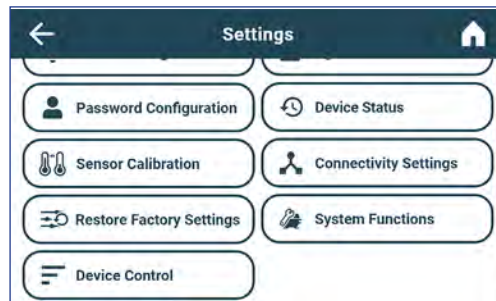 Settings
Password Configuration
Device Status
Sensor Calibration
Connectivity Settings
Restore Factory Settings
System Functions
Device Control